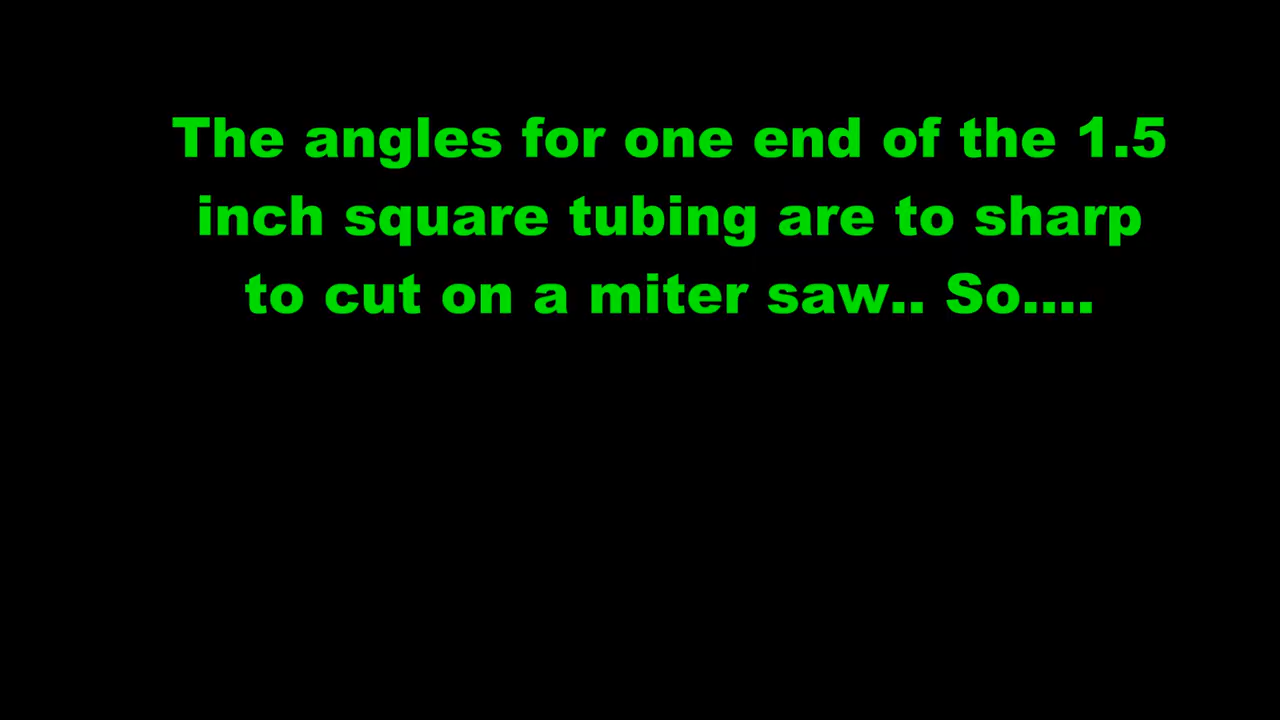 The angles for one end of the 1.5
inch square tubing are to sharp
to cut on a miter saw.. So....